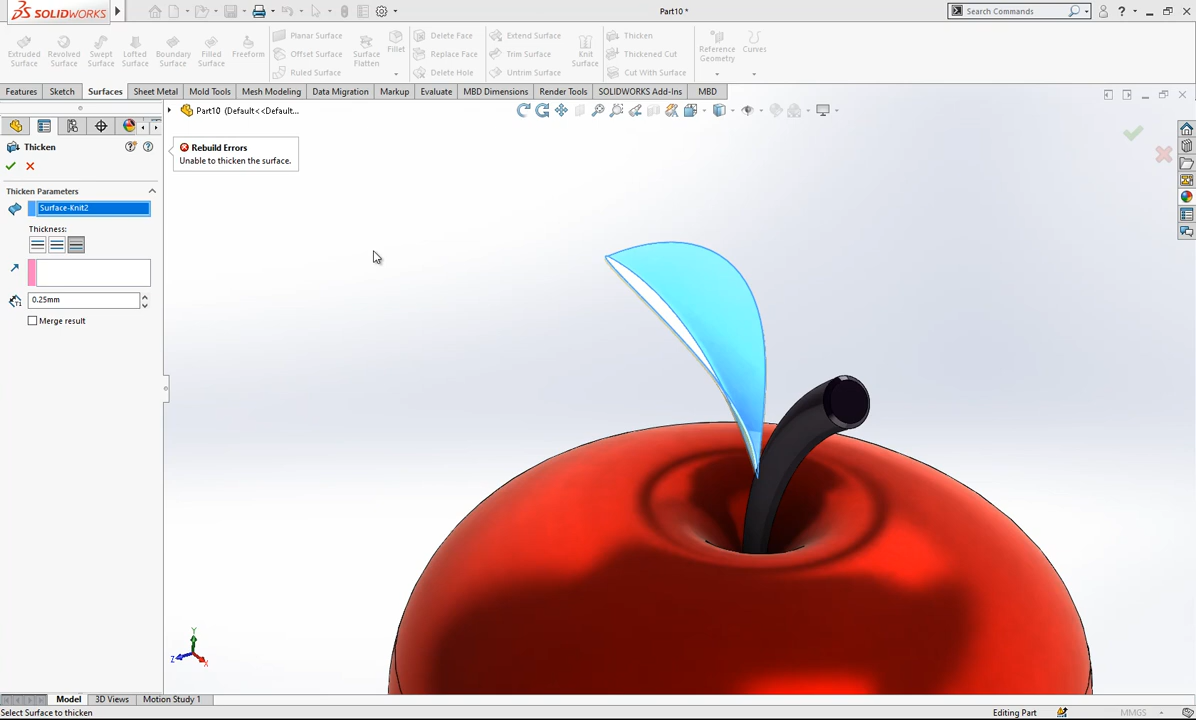 SOLIDWORKS
Part10 *
Search Commands
Extruded Surface
Revolved Surface
Swept Surface
Lofted Surface
Boundary Surface
Filled Surface
Freeform
Planar Surface
Offset Surface
Ruled Surface
Surface Flatten
Fillet
Delete Face
Replace Face
Delete Hole
Extend Surface
Trim Surface
Untrim Surface
Knit Surface
Thicken
Thickened Cut
Cut With Surface
Reference Geometry
Curves
Features Sketch Surfaces Sheet Metal Mold Tools Mesh Modeling Data Migration Markup Evaluate MBD Dimensions Render Tools SOLIDWORKS Add-Ins MBD
Part10 (Default<<Default...
Thicken
Rebuild Errors
Unable to thicken the surface.
Thicken Parameters
Surface-Knit2
Thickness:
0.25mm
Merge result
Y
Z
X
Model 3D Views Motion Study 1
Select Surface to thicken
Editing Part
MMGS